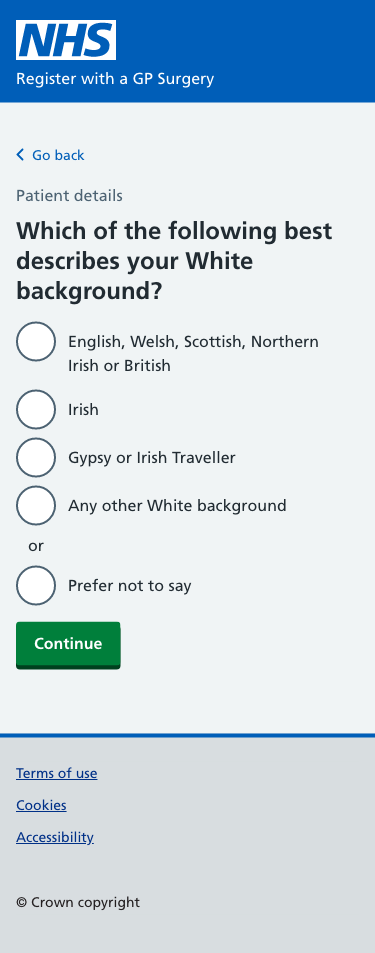 NHS
Register with a GP Surgery
Go back
Patient details
Which of the following best
describes your White
background?
English, Welsh, Scottish, Northern
Irish or British
Irish
Gypsy or Irish Traveller
Any other White background
or
Prefer not to say
Continue
Terms of use
Cookies
Accessibility
© Crown copyright